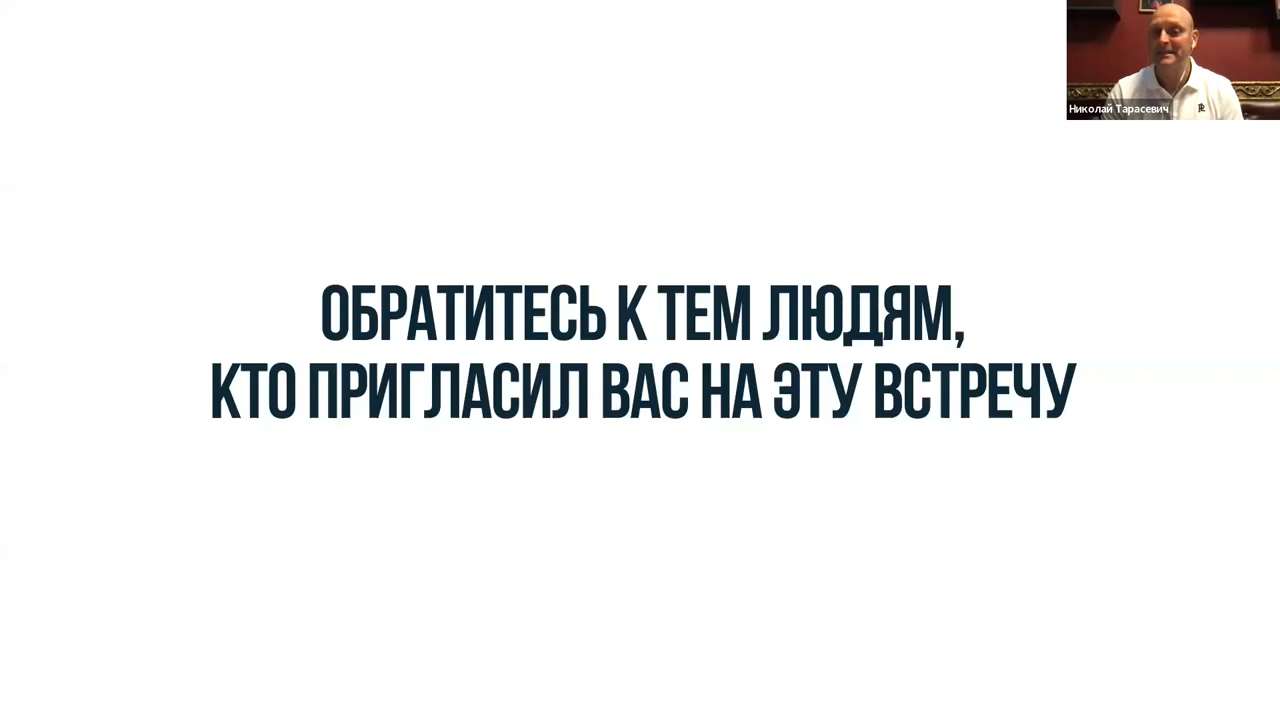 Николай Тарасевич
ОБРАТИТЕСЬ К ТЕМ ЛЮДЯМ,
КТО ПРИГЛАСИЛ ВАС НА ЭТУ ВСТРЕЧУ